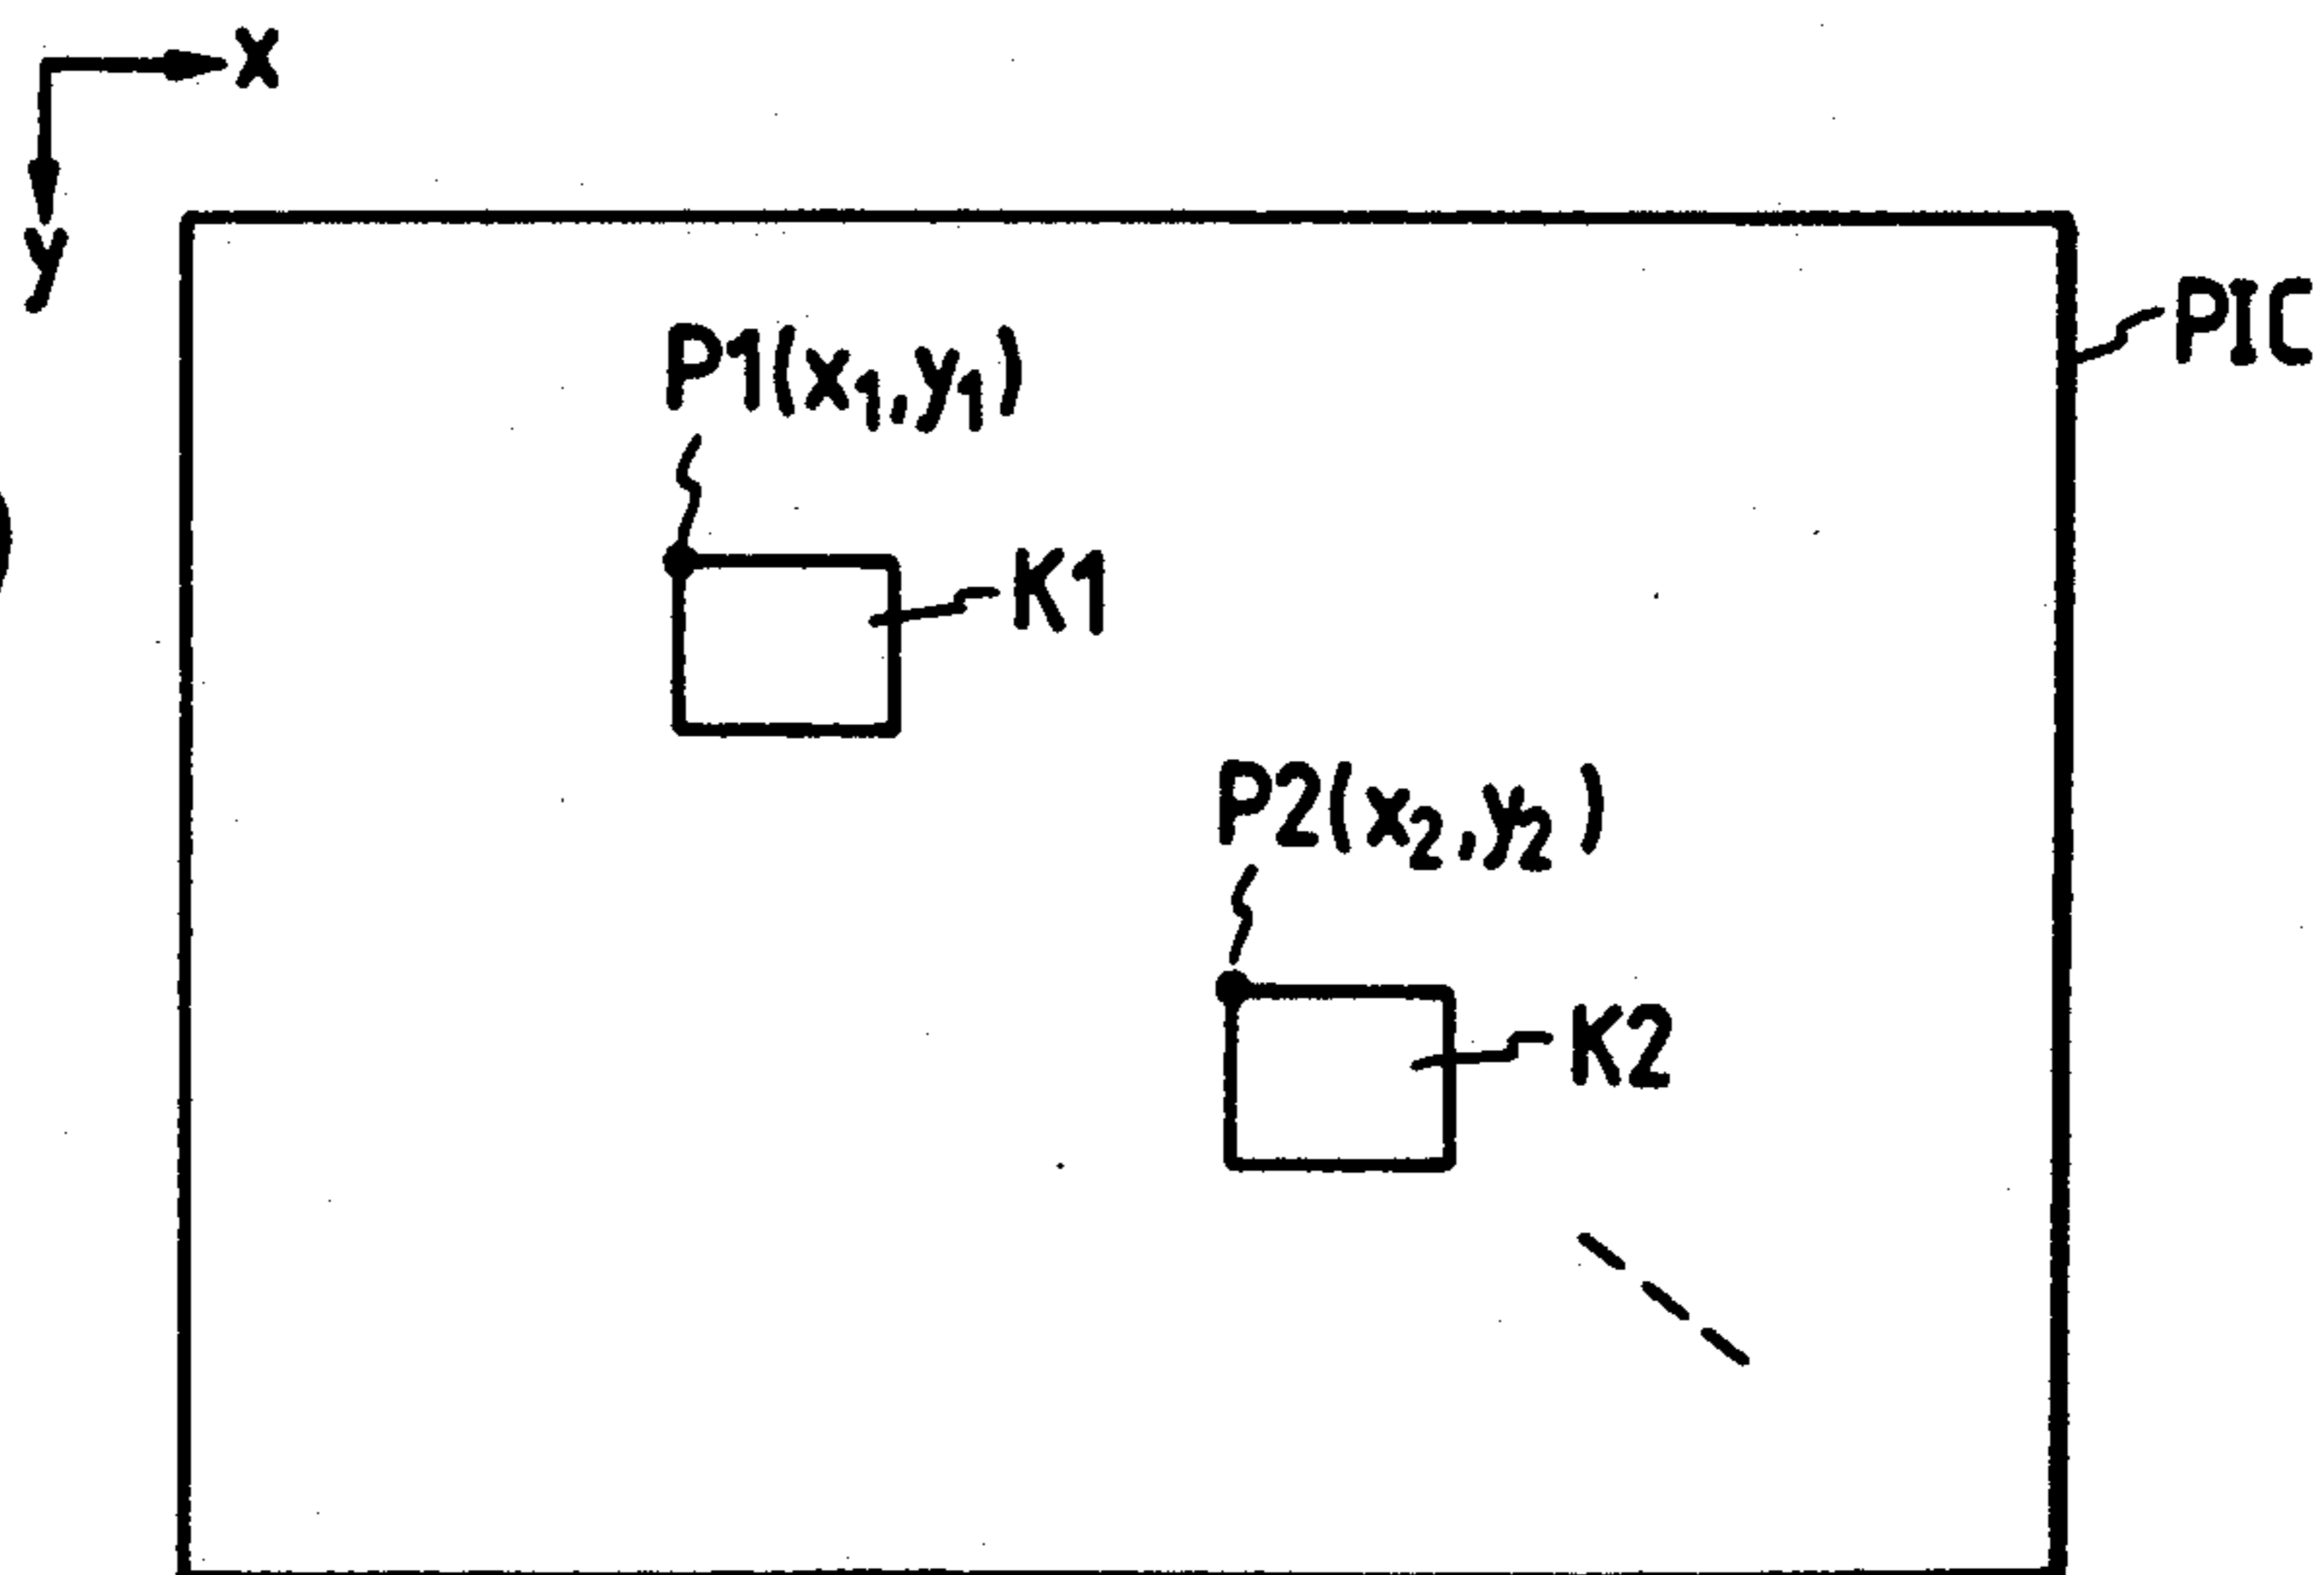 x
y
PIC
P1(x₁,y₁)
K1
P2(x₂,y₂)
K2